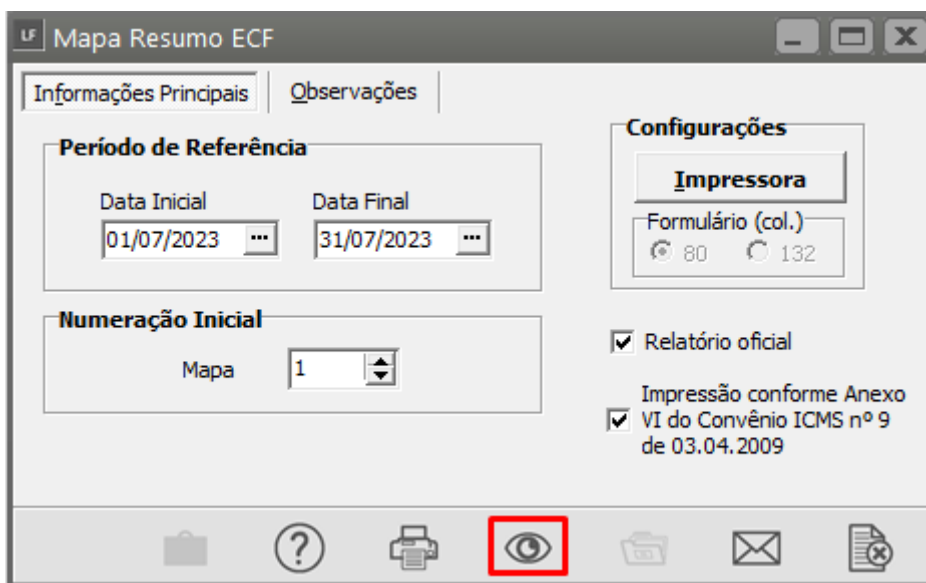 LF Mapa Resumo ECF
Informações Principais
Observações
Período de Referência
Data Inicial
Data Final
01/07/2023 ...
31/07/2023 ...
Numeração Inicial
Mapa
1
Configurações
Impressora
Formulário (col.)
80
132
Relatório oficial
Impressão conforme Anexo
VI do Convênio ICMS nº 9
de 03.04.2009
?